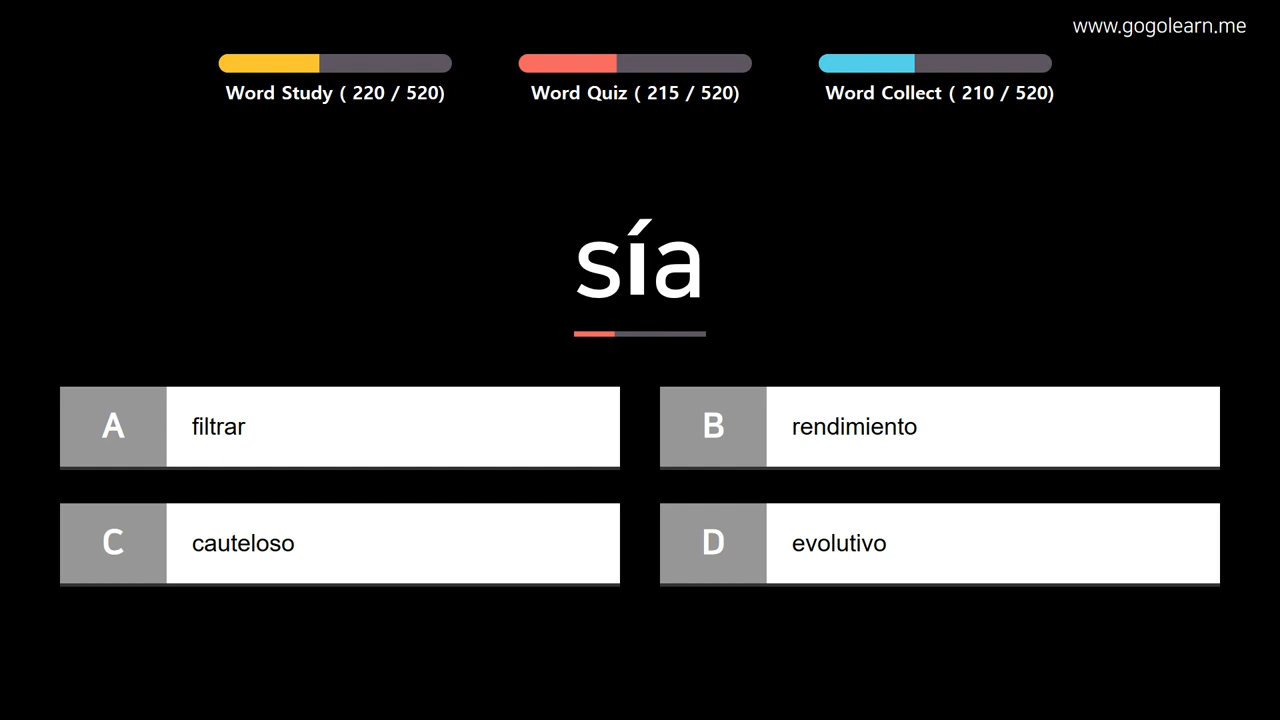 www.gogolearn.me
Word Study ( 220 / 520)
Word Quiz ( 215 / 520)
Word Collect ( 210 / 520)
sía
A filtrar
B rendimiento
C cauteloso
D evolutivo